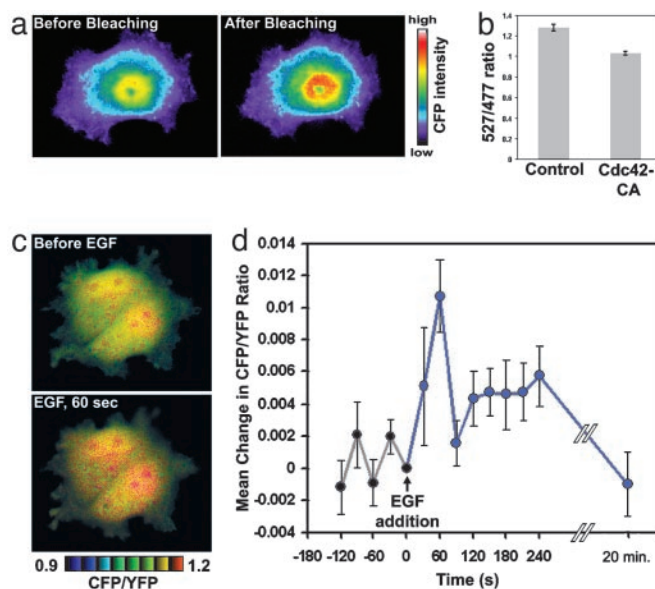 a
Before Bleaching
After Bleaching
high
CFP intensity
low
b
527/477 ratio
1.4
1.2
1
0.8
0.6
0.4
0.2
0
Control
Cdc42-
CA
c
Before EGF
EGF, 60 sec
0.9
1.2
CFP/YFP
d
Mean Change in CFP/YFP Ratio
0.014
0.012
0.01
0.008
0.006
0.004
0.002
0
-0.002
-0.004
EGF
addition
-180 -120 -60 0 60 120 180 240 20 min.
Time (s)